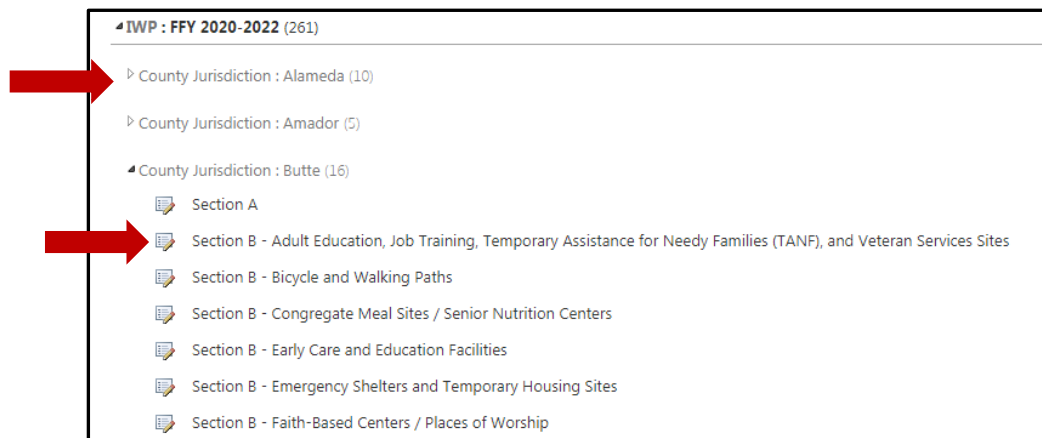 IWP : FFY 2020-2022 (261)
County Jurisdiction : Alameda (10)
County Jurisdiction : Amador (5)
County Jurisdiction : Butte (16)
Section A
Section B - Adult Education, Job Training, Temporary Assistance for Needy Families (TANF), and Veteran Services Sites
Section B - Bicycle and Walking Paths
Section B - Congregate Meal Sites / Senior Nutrition Centers
Section B - Early Care and Education Facilities
Section B - Emergency Shelters and Temporary Housing Sites
Section B - Faith-Based Centers / Places of Worship